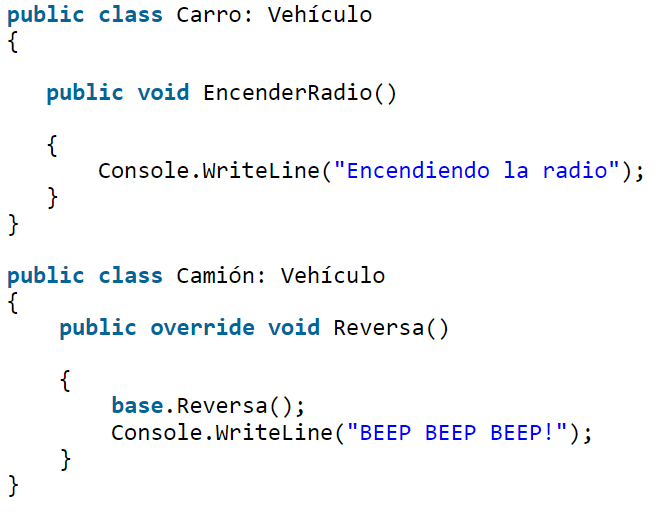 public class Carro: Vehículo
{
public void EncenderRadio()
{
Console.WriteLine("Encendiendo la radio");
}
}
public class Camión: Vehículo
{
public override void Reversa()
{
base.Reversa();
Console.WriteLine("BEEP BEEP BEEP!");
}
}